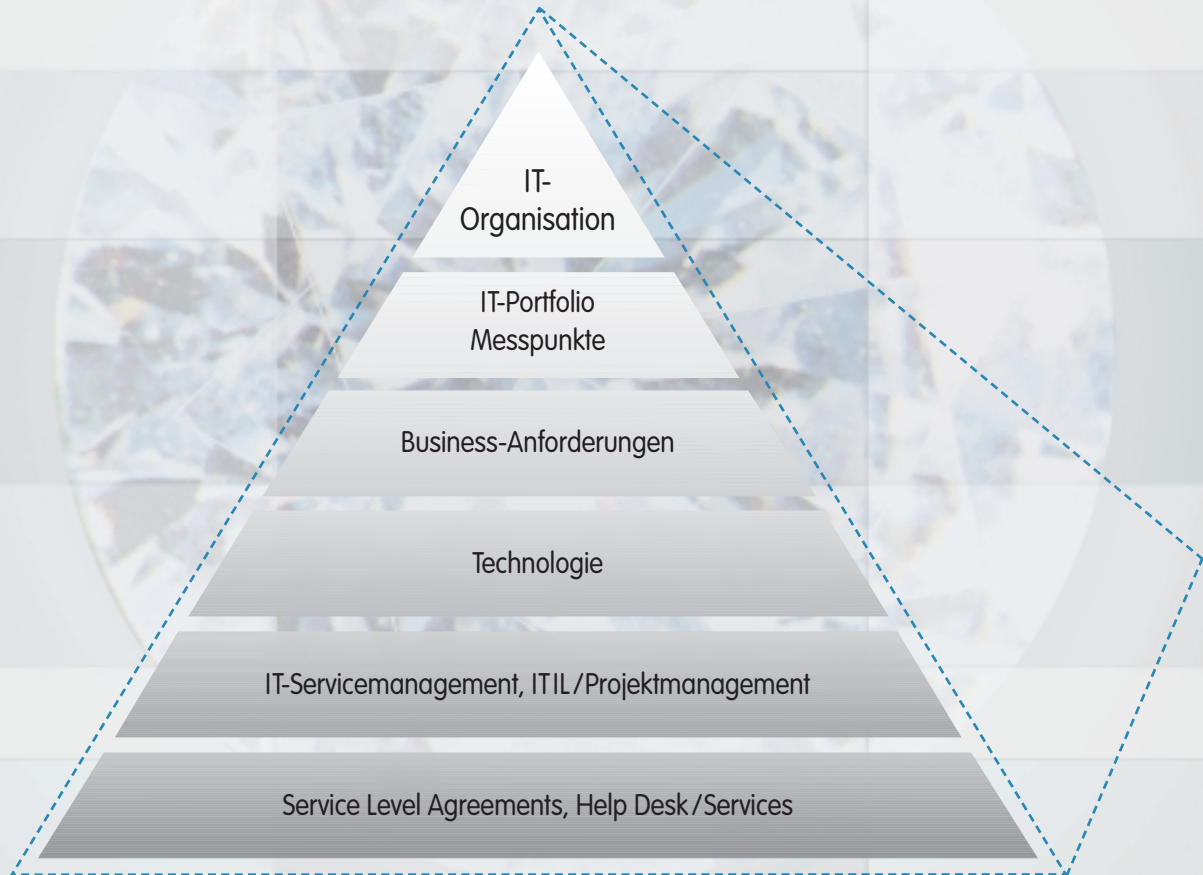 IT-
Organisation
IT-Portfolio
Messpunkte
Business-Anforderungen
Technologie
IT-Servicemanagement, ITIL/Projektmanagement
Service Level Agreements, Help Desk/Services